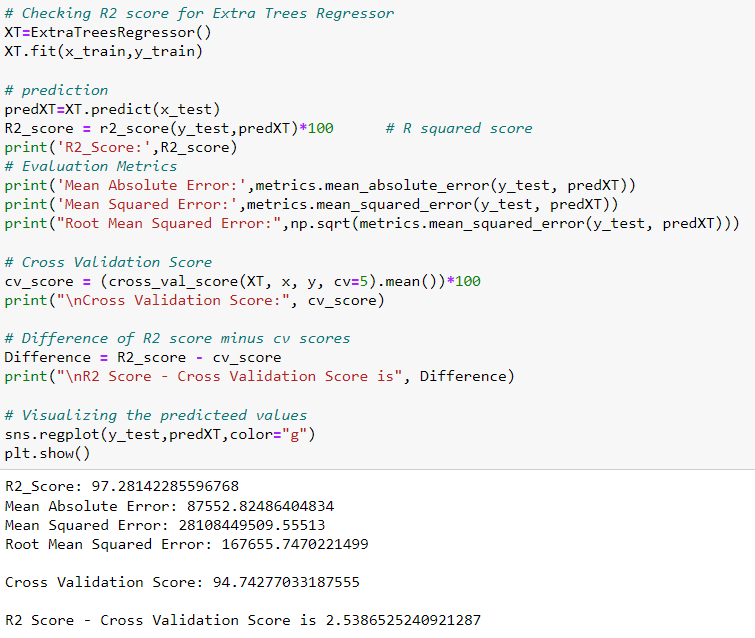 # Checking R2 score for Extra Trees Regressor
XT=ExtraTreesRegressor()
XT.fit(x_train,y_train)
# prediction
predXT=XT.predict(x_test)
R2_score = r2_score(y_test,predXT)*100      # R squared score
print('R2_Score:',R2_score)
# Evaluation Metrics
print('Mean Absolute Error:',metrics.mean_absolute_error(y_test, predXT))
print('Mean Squared Error:',metrics.mean_squared_error(y_test, predXT))
print("Root Mean Squared Error:",np.sqrt(metrics.mean_squared_error(y_test, predXT)))
# Cross Validation Score
cv_score = (cross_val_score(XT, x, y, cv=5).mean())*100
print("\nCross Validation Score:", cv_score)
# Difference of R2 score minus cv scores
Difference = R2_score - cv_score
print("\nR2 Score - Cross Validation Score is", Difference)
# Visualizing the predicteed values
sns.regplot(y_test,predXT,color="g")
plt.show()
R2_Score: 97.28142285596768
Mean Absolute Error: 87552.82486404834
Mean Squared Error: 28108449509.55513
Root Mean Squared Error: 167655.7470221499
Cross Validation Score: 94.74277033187555
R2 Score - Cross Validation Score is 2.5386525240921287